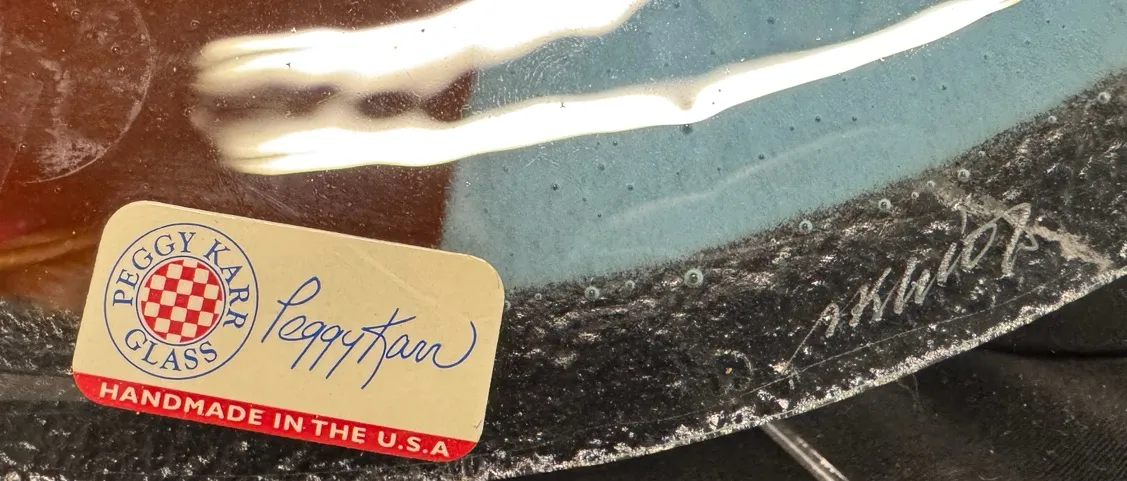 PEGGY KARR
GLASS
Peggy Karr
HANDMADE IN THE U.S.A